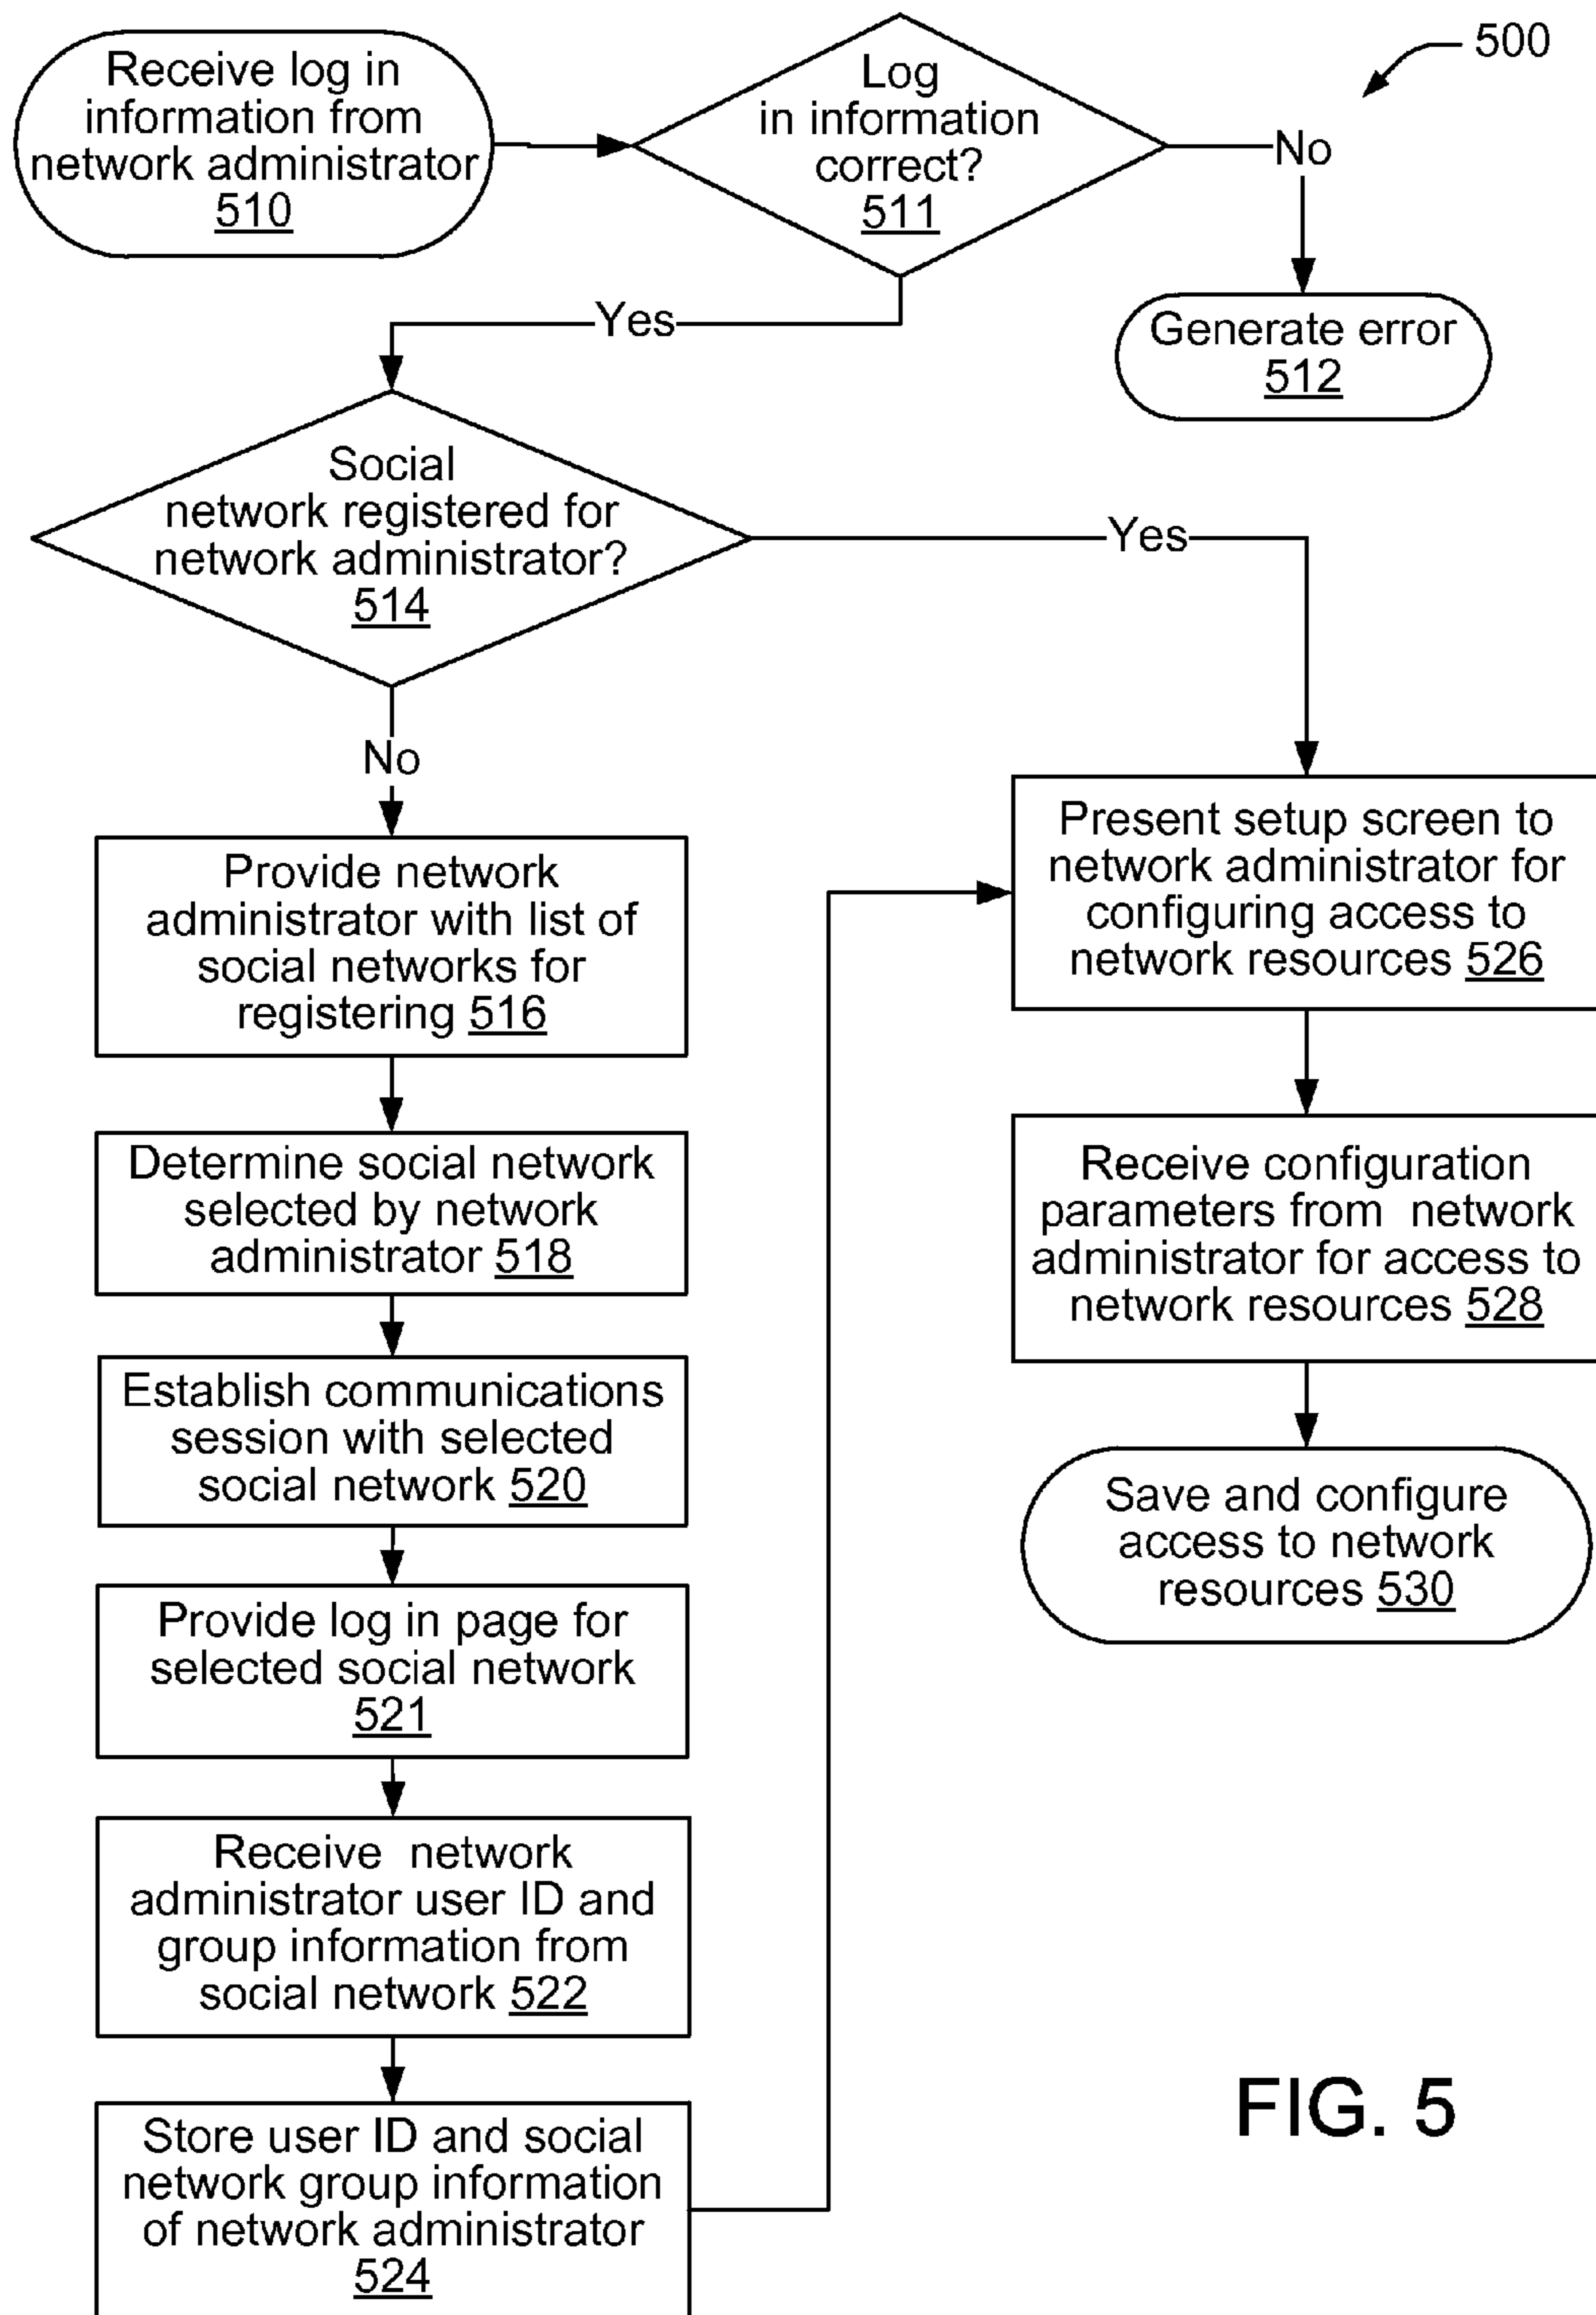 Receive log in
information from
network administrator
510
Log
in information
correct?
511
500
No
Generate error
512
Yes
Social
network registered for
network administrator?
514
Yes
No
Provide network
administrator with list of
social networks for
registering 516
Determine social network
selected by network
administrator 518
Establish communications
session with selected
social network 520
Provide log in page for
selected social network
521
Receive network
administrator user ID and
group information from
social network 522
Store user ID and social
network group information
of network administrator
524
Present setup screen to
network administrator for
configuring access to
network resources 526
Receive configuration
parameters from network
administrator for access to
network resources 528
Save and configure
access to network
resources 530
FIG. 5